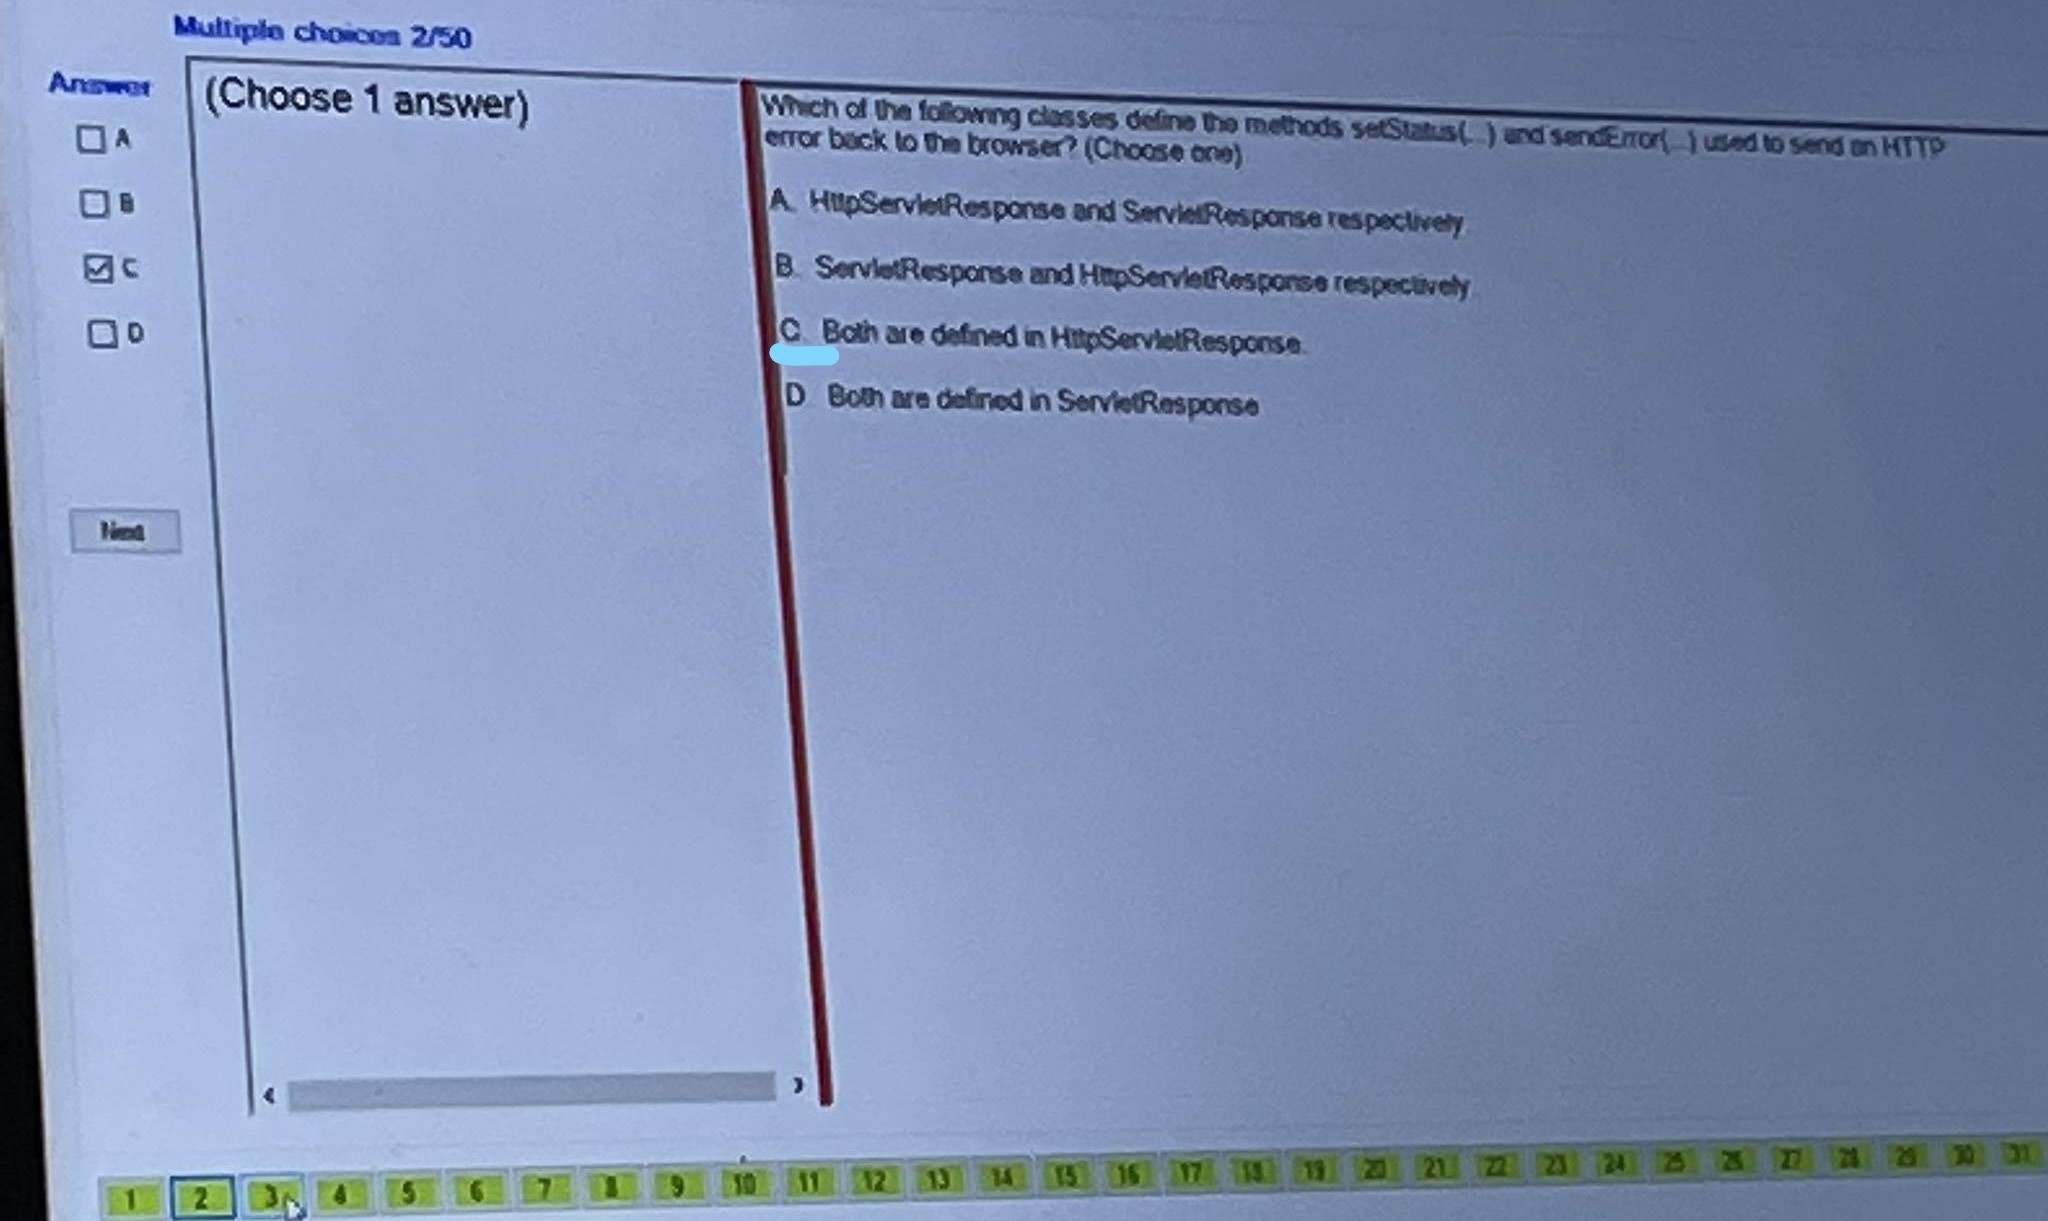 Multiple choices 2/50
Answer
A
B
C
D
Next
(Choose 1 answer)
Which of the following classes define the methods setStatus(...) and sendError(...) used to send an HTTP
error back to the browser? (Choose one)
A. HttpServletResponse and ServletResponse respectively.
B. ServletResponse and HttpServletResponse respectively.
C. Both are defined in HttpServletResponse.
D. Both are defined in ServletResponse
1 2 3 4 5 6 7 8 9 10 11 12 13 14 15 16 17 18 19 20 21 22 23 24 25 26 27 28 29 30 31